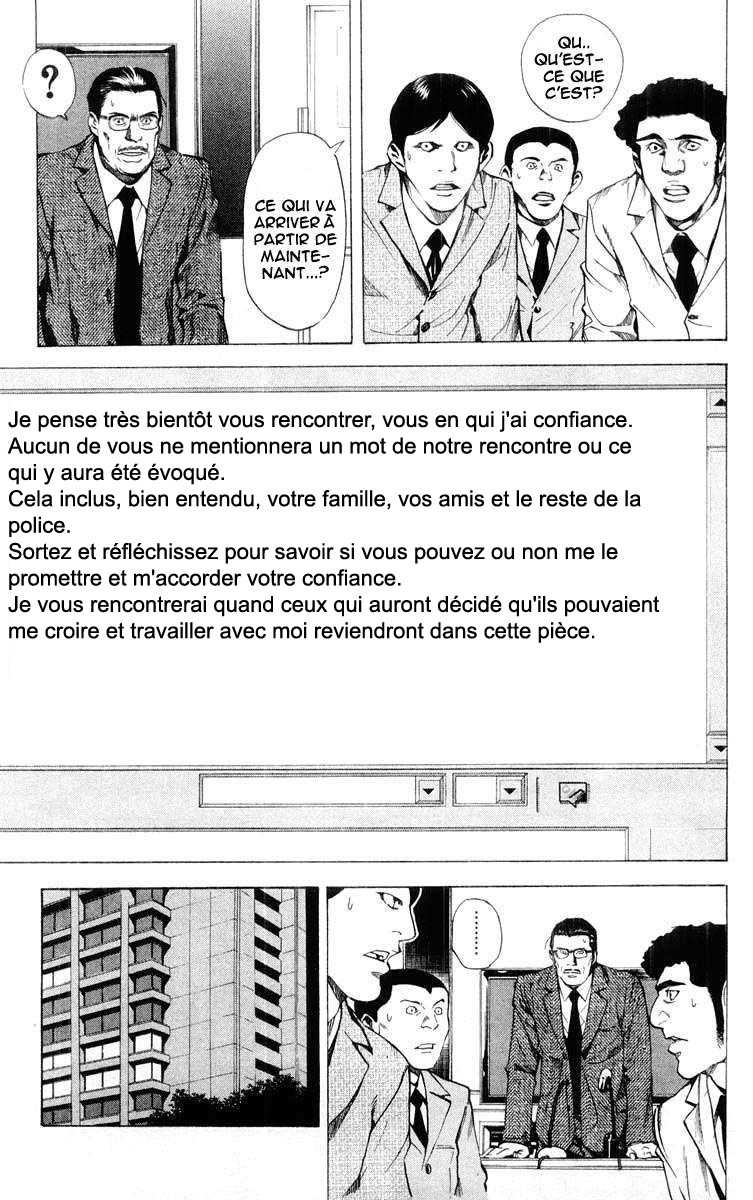 ?
CE QUI VA
ARRIVER À
PARTIR DE
MAINTE-
NANT...?
QU..
QU'EST-
CE QUE
C'EST?
Je pense très bientôt vous rencontrer, vous en qui j'ai confiance.
Aucun de vous ne mentionnera un mot de notre rencontre ou ce
qui y aura été évoqué.
Cela inclus, bien entendu, votre famille, vos amis et le reste de la
police.
Sortez et réfléchissez pour savoir si vous pouvez ou non me le
promettre et m'accorder votre confiance.
Je vous rencontrerai quand ceux qui auront décidé qu'ils pouvaient
me croire et travailler avec moi reviendront dans cette pièce.
........